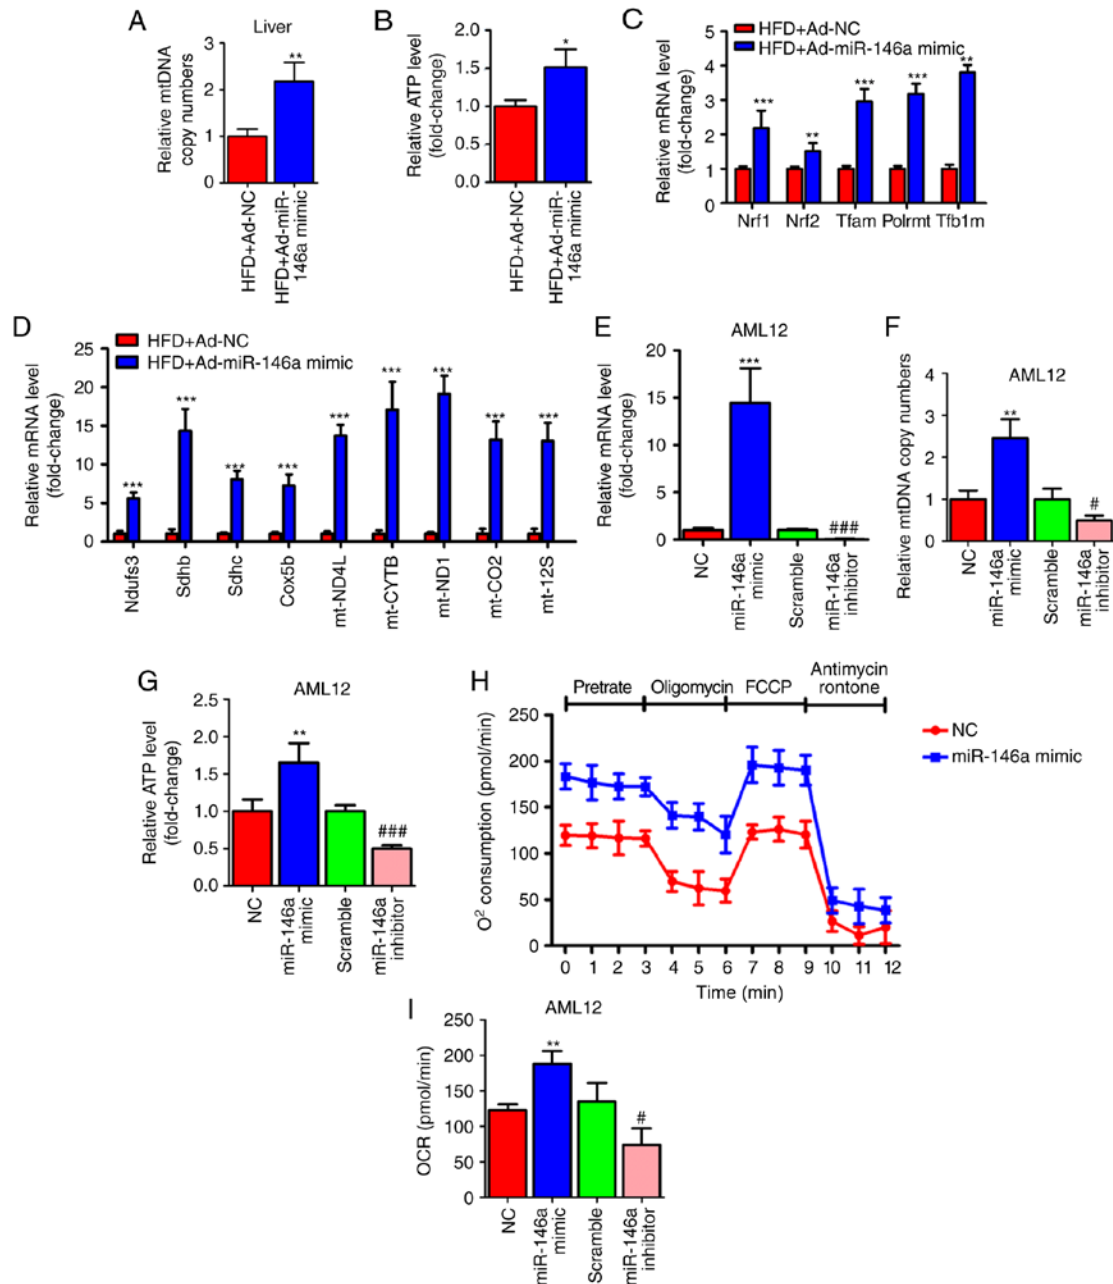 A
Liver
Relative mtDNA
copy numbers
3
2
1
0
HFD+Ad-NC
HFD+Ad-miR-
146a mimic
**
B
Relative ATP level
(fold-change)
2.0
1.5
1.0
0.5
0.0
HFD+Ad-NC
HFD+Ad-miR-
146a mimic
*
C
HFD+Ad-NC
HFD+Ad-miR-146a mimic
Relative mRNA level
(fold-change)
5
4
3
2
1
0
***
**
***
***
**
Nrf1 Nrf2 Tfam Polrmt Tfb1m
D
HFD+Ad-NC
HFD+Ad-miR-146a mimic
Relative mRNA level
(fold-change)
25
20
15
10
5
0
***
***
***
***
***
***
***
***
***
Ndufs3
Sdhb
Sdhc
Cox5b
mt-ND4L
mt-CYTB
mt-ND1
mt-CO2
mt-12S
E
AML12
Relative mRNA level
(fold-change)
20
15
10
5
0
***
###
NC
miR-146a
mimic
Scramble
miR-146a
inhibitor
F
AML12
Relative mtDNA copy numbers
4
3
2
1
0
**
#
NC
miR-146a
mimic
Scramble
miR-146a
inhibitor
G
AML12
Relative ATP level
(fold-change)
2.5
2.0
1.5
1.0
0.5
0.0
**
###
NC
miR-146a
mimic
Scramble
miR-146a
inhibitor
H
Pretrate Oligomycin FCCP Antimycin
rontone
O2 consumption (pmol/min)
250
200
150
100
50
0
0 1 2 3 4 5 6 7 8 9 10 11 12
Time (min)
NC
miR-146a mimic
I
AML12
OCR (pmol/min)
250
200
150
100
50
0
**
#
NC
miR-146a
mimic
Scramble
miR-146a
inhibitor